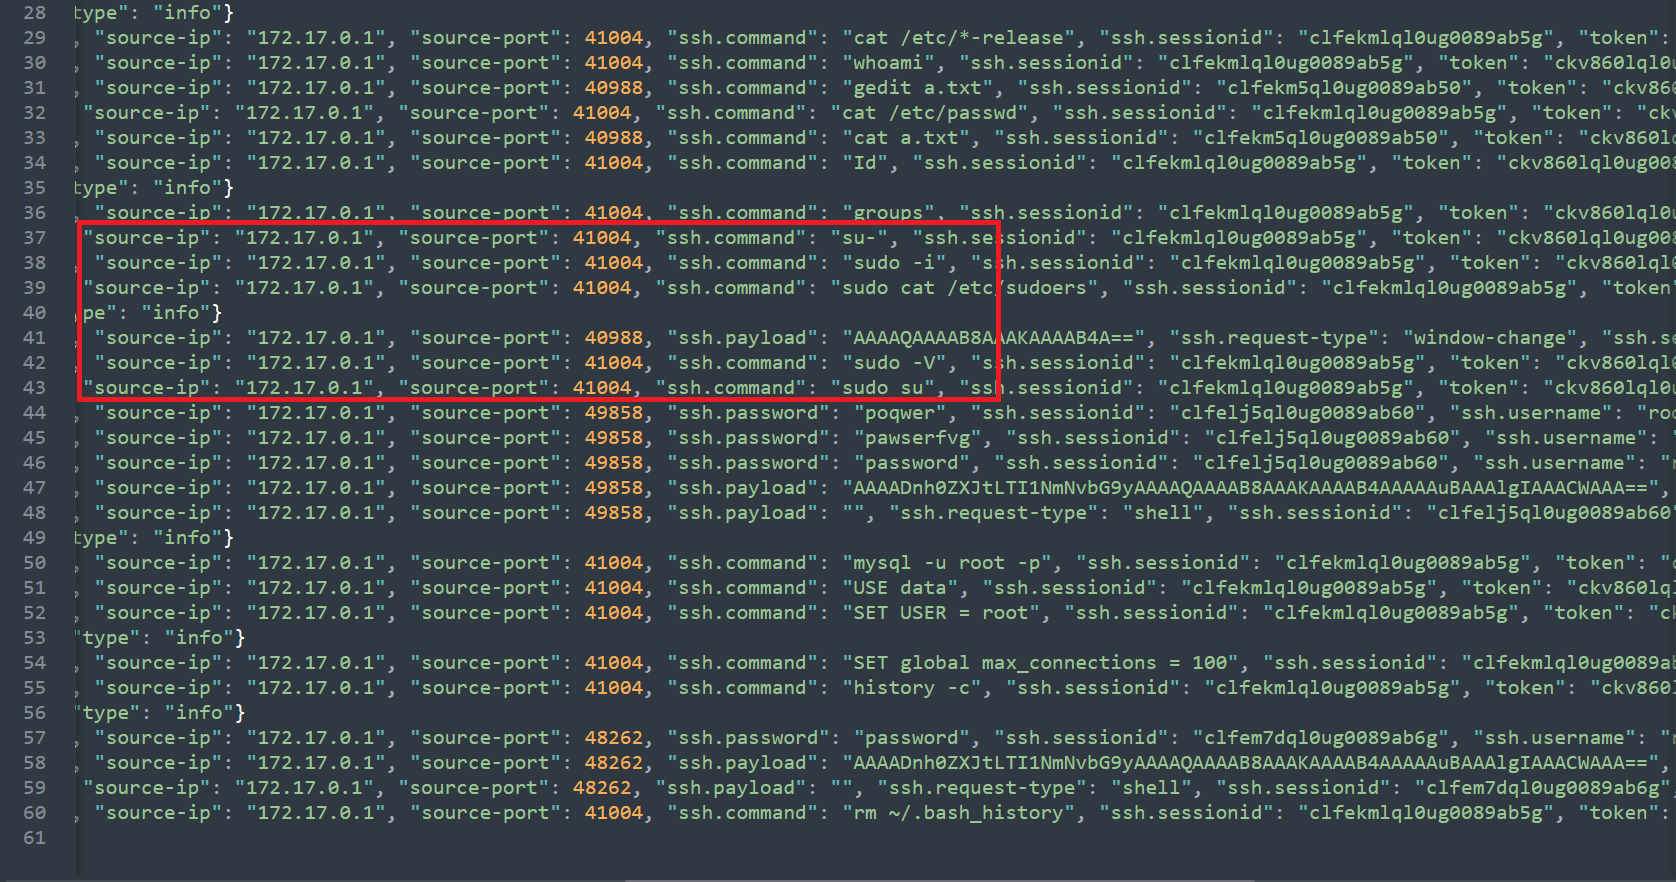 28 type": "info"}
29 , "source-ip": "172.17.0.1", "source-port": 41004, "ssh.command": "cat /etc/*-release", "ssh.sessionid": "clfekmlql0ug0089ab5g", "token":
30 , "source-ip": "172.17.0.1", "source-port": 41004, "ssh.command": "whoami", "ssh.sessionid": "clfekmlql0ug0089ab5g", "token": "ckv860lql0u
31 , "source-ip": "172.17.0.1", "source-port": 40988, "ssh.command": "gedit a.txt", "ssh.sessionid": "clfekm5ql0ug0089ab50", "token": "ckv86
32 "source-ip": "172.17.0.1", "source-port": 41004, "ssh.command": "cat /etc/passwd", "ssh.sessionid": "clfekmlql0ug0089ab5g", "token": "c
33 , "source-ip": "172.17.0.1", "source-port": 40988, "ssh.command": "cat a.txt", "ssh.sessionid": "clfekm5ql0ug0089ab50", "token": "ckv860l
34 , "source-ip": "172.17.0.1", "source-port": 41004, "ssh.command": "Id", "ssh.sessionid": "clfekmlql0ug0089ab5g", "token": "ckv860lql0ug00
35 type": "info"}
36 , "source-ip": "172.17.0.1", "source-port": 41004, "ssh.command": "groups", "ssh.sessionid": "clfekmlql0ug0089ab5g", "token": "ckv860lql0u
37 "source-ip": "172.17.0.1", "source-port": 41004, "ssh.command": "su-", "ssh.sessionid": "clfekmlql0ug0089ab5g", "token": "ckv860lql0ug008
38 , "source-ip": "172.17.0.1", "source-port": 41004, "ssh.command": "sudo -i", "ssh.sessionid": "clfekmlql0ug0089ab5g", "token": "ckv860lql0
39 "source-ip": "172.17.0.1", "source-port": 41004, "ssh.command": "sudo cat /etc/sudoers", "ssh.sessionid": "clfekmlql0ug0089ab5g", "token"
40 pe": "info"}
41 , "source-ip": "172.17.0.1", "source-port": 40988, "ssh.payload": "AAAAQAAAAB8AAAKAAAAB4A==", "ssh.request-type": "window-change", "ssh.se
42 , "source-ip": "172.17.0.1", "source-port": 41004, "ssh.command": "sudo -V", "ssh.sessionid": "clfekmlql0ug0089ab5g", "token": "ckv860lql0
43 "source-ip": "172.17.0.1", "source-port": 41004, "ssh.command": "sudo su", "ssh.sessionid": "clfekmlql0ug0089ab5g", "token": "ckv860lql0u
44 , "source-ip": "172.17.0.1", "source-port": 49858, "ssh.password": "poqwer", "ssh.sessionid": "clfelj5ql0ug0089ab60", "ssh.username": "roo
45 , "source-ip": "172.17.0.1", "source-port": 49858, "ssh.password": "pawserfvg", "ssh.sessionid": "clfelj5ql0ug0089ab60", "ssh.username": "
46 , "source-ip": "172.17.0.1", "source-port": 49858, "ssh.password": "password", "ssh.sessionid": "clfelj5ql0ug0089ab60", "ssh.username": "r
47 , "source-ip": "172.17.0.1", "source-port": 49858, "ssh.payload": "AAAADnh0ZXJtLTI1NmNvbG9yAAAAQAAAAB8AAAKAAAAB4AAAAAuBAAAlgIAAACWAAA==",
48 , "source-ip": "172.17.0.1", "source-port": 49858, "ssh.payload": "", "ssh.request-type": "shell", "ssh.sessionid": "clfelj5ql0ug0089ab60"
49 type": "info"}
50 , "source-ip": "172.17.0.1", "source-port": 41004, "ssh.command": "mysql -u root -p", "ssh.sessionid": "clfekmlql0ug0089ab5g", "token": "c
51 , "source-ip": "172.17.0.1", "source-port": 41004, "ssh.command": "USE data", "ssh.sessionid": "clfekmlql0ug0089ab5g", "token": "ckv860lql
52 , "source-ip": "172.17.0.1", "source-port": 41004, "ssh.command": "SET USER = root", "ssh.sessionid": "clfekmlql0ug0089ab5g", "token": "ck
53 "type": "info"}
54 , "source-ip": "172.17.0.1", "source-port": 41004, "ssh.command": "SET global max_connections = 100", "ssh.sessionid": "clfekmlql0ug0089ab
55 , "source-ip": "172.17.0.1", "source-port": 41004, "ssh.command": "history -c", "ssh.sessionid": "clfekmlql0ug0089ab5g", "token": "ckv860
56 "type": "info"}
57 , "source-ip": "172.17.0.1", "source-port": 48262, "ssh.password": "password", "ssh.sessionid": "clfem7dql0ug0089ab6g", "ssh.username": "r
58 , "source-ip": "172.17.0.1", "source-port": 48262, "ssh.payload": "AAAADnh0ZXJtLTI1NmNvbG9yAAAAQAAAAB8AAAKAAAAB4AAAAAuBAAAlgIAAACWAAA==",
59 "source-ip": "172.17.0.1", "source-port": 48262, "ssh.payload": "", "ssh.request-type": "shell", "ssh.sessionid": "clfem7dql0ug0089ab6g"
60 , "source-ip": "172.17.0.1", "source-port": 41004, "ssh.command": "rm ~/.bash_history", "ssh.sessionid": "clfekmlql0ug0089ab5g", "token":
61